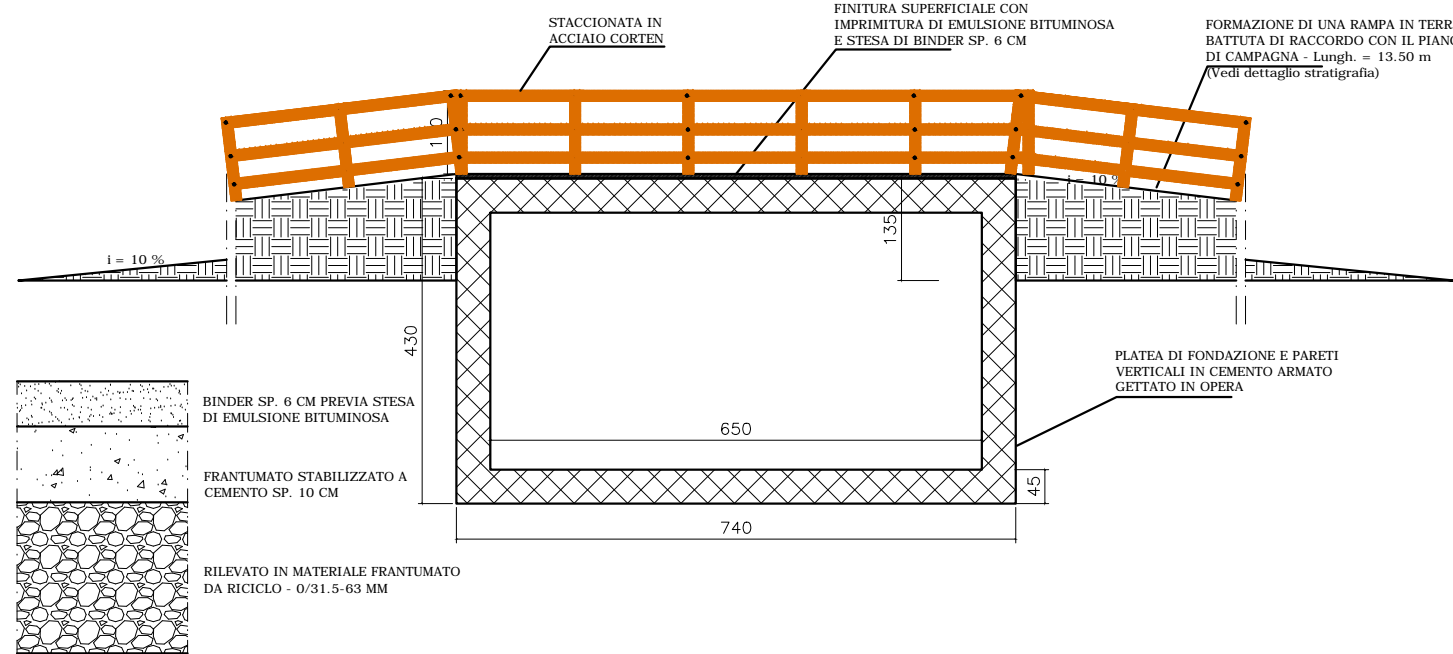 STACCIONATA IN
ACCIAIO CORTEN
FINITURA SUPERFICIALE CON
IMPRIMITURA DI EMULSIONE BITUMINOSA
E STESA DI BINDER SP. 6 CM
FORMAZIONE DI UNA RAMPA IN TERR
BATTUTA DI RACCORDO CON IL PIANO
DI CAMPAGNA - Lungh. = 13.50 m
(Vedi dettaglio stratigrafia)
i = 10 %
i = 10 %
135
430
650
45
740
PLATEA DI FONDAZIONE E PARETI
VERTICALI IN CEMENTO ARMATO
GETTATO IN OPERA
BINDER SP. 6 CM PREVIA STESA
DI EMULSIONE BITUMINOSA
FRANTUMATO STABILIZZATO A
CEMENTO SP. 10 CM
RILEVATO IN MATERIALE FRANTUMATO
DA RICICLO - 0/31.5-63 MM